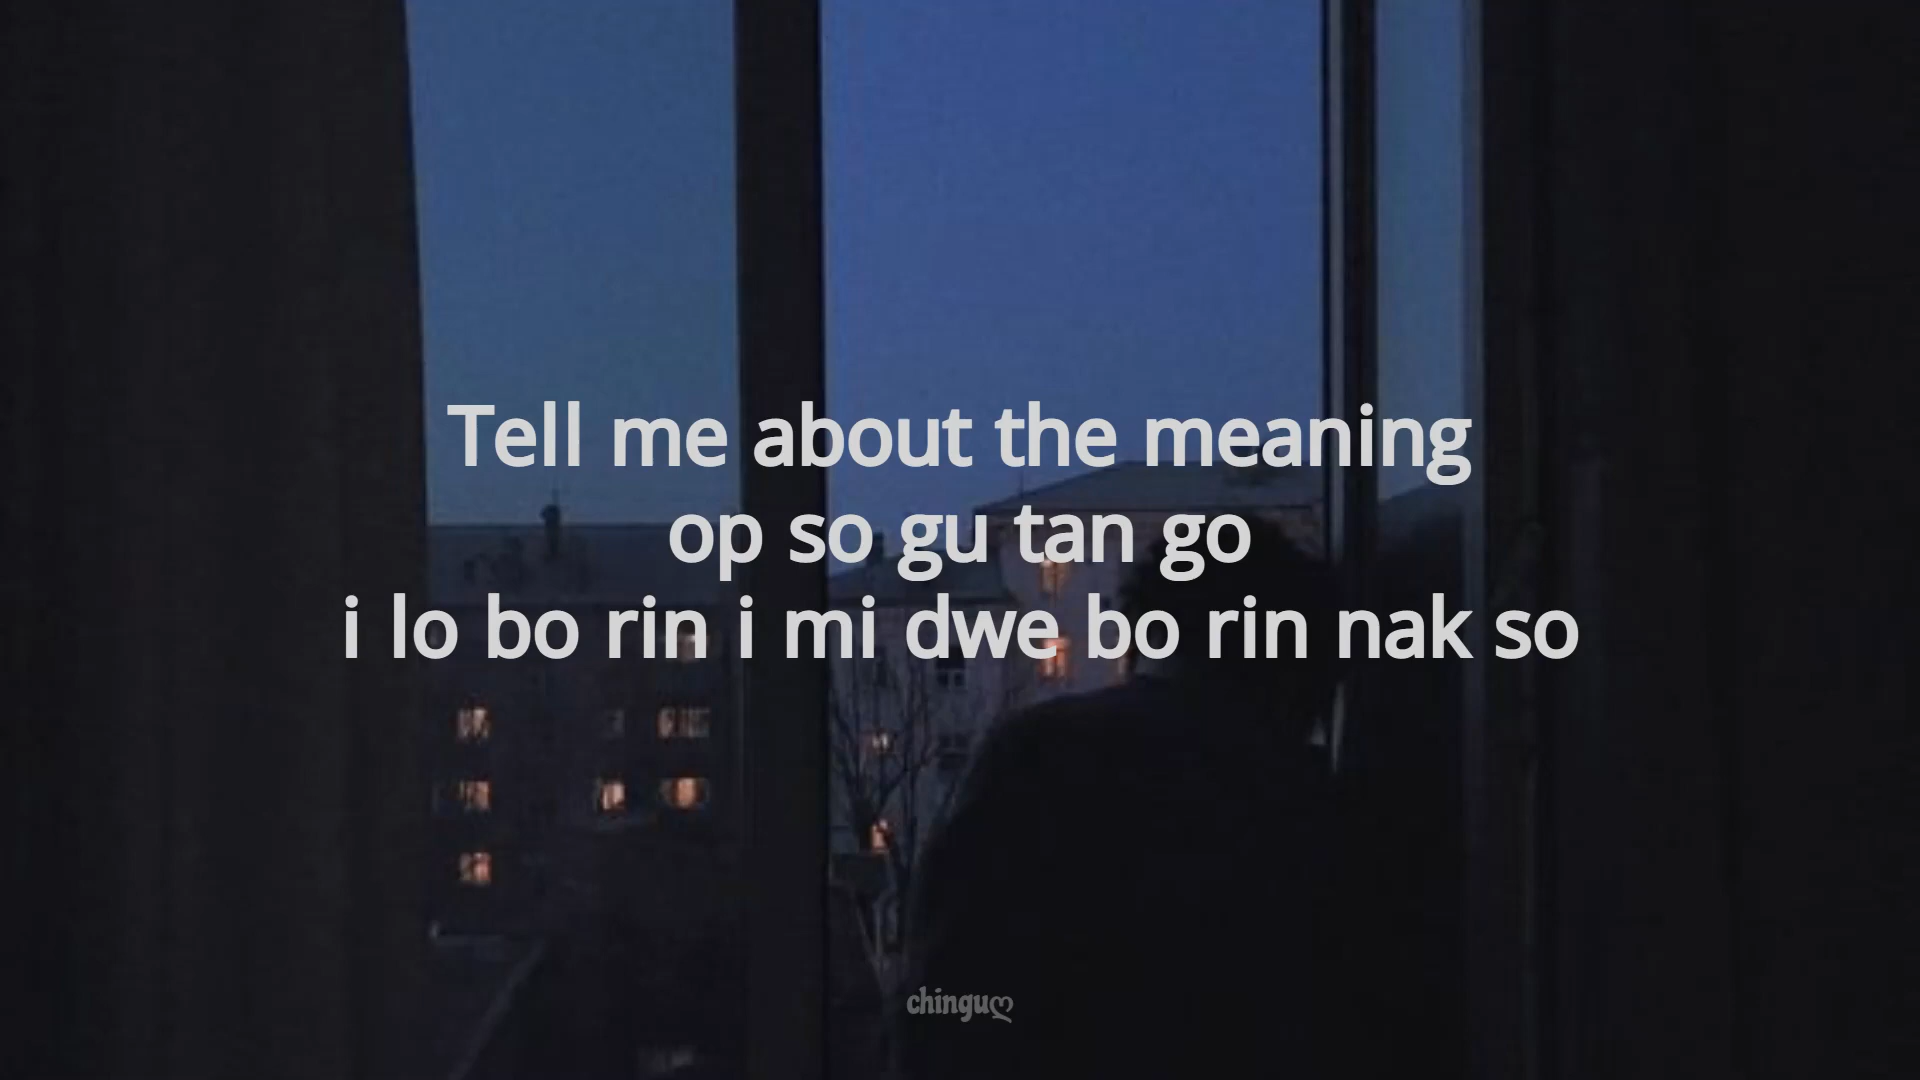 Tell me about the meaning
op so gu tan go
i lo bo rin i mi dwe bo rin nak so
chinguღ